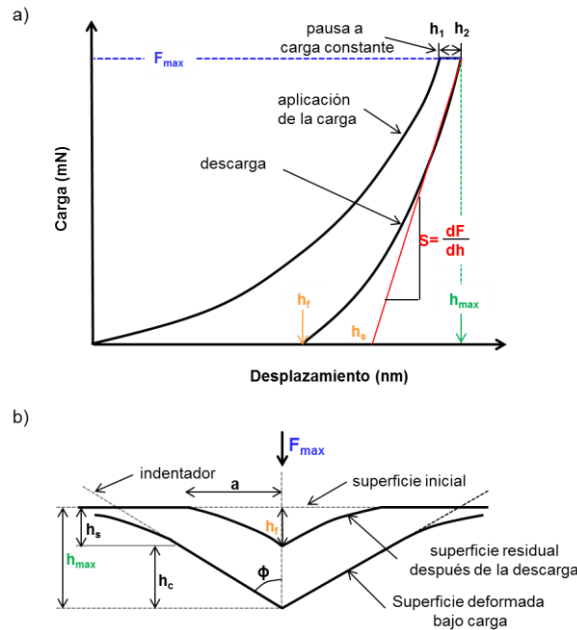 a)
pausa a
carga constante
h1 h2
Fmax
aplicación
de la carga
descarga
Carga (mN)
S= dF
dh
hf
hs
hmax
Desplazamiento (nm)
b)
Fmax
indentador
a
superficie inicial
hs
hf
hmax
hc
Φ
superficie residual
después de la descarga
Superficie deformada
bajo carga